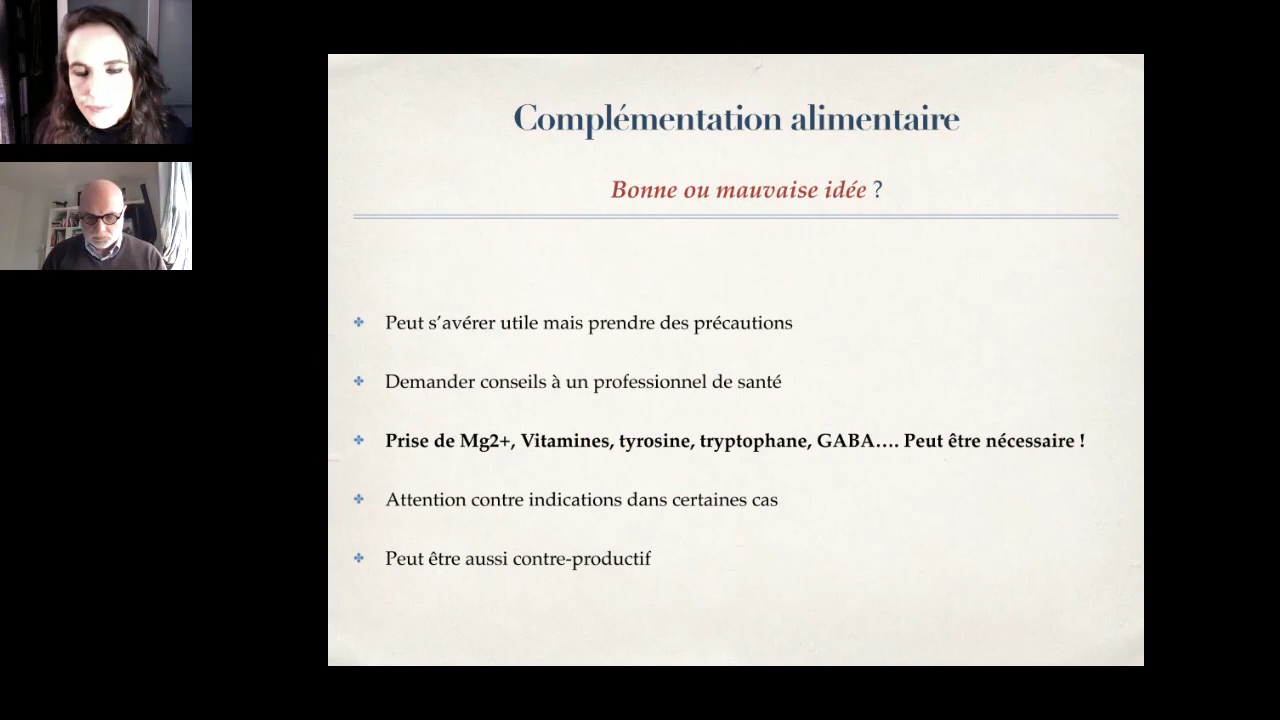 Complémentation alimentaire
Bonne ou mauvaise idée ?
Peut s’avérer utile mais prendre des précautions
Demander conseils à un professionnel de santé
Prise de Mg2+, Vitamines, tyrosine, tryptophane, GABA…. Peut être nécessaire !
Attention contre indications dans certaines cas
Peut être aussi contre-productif